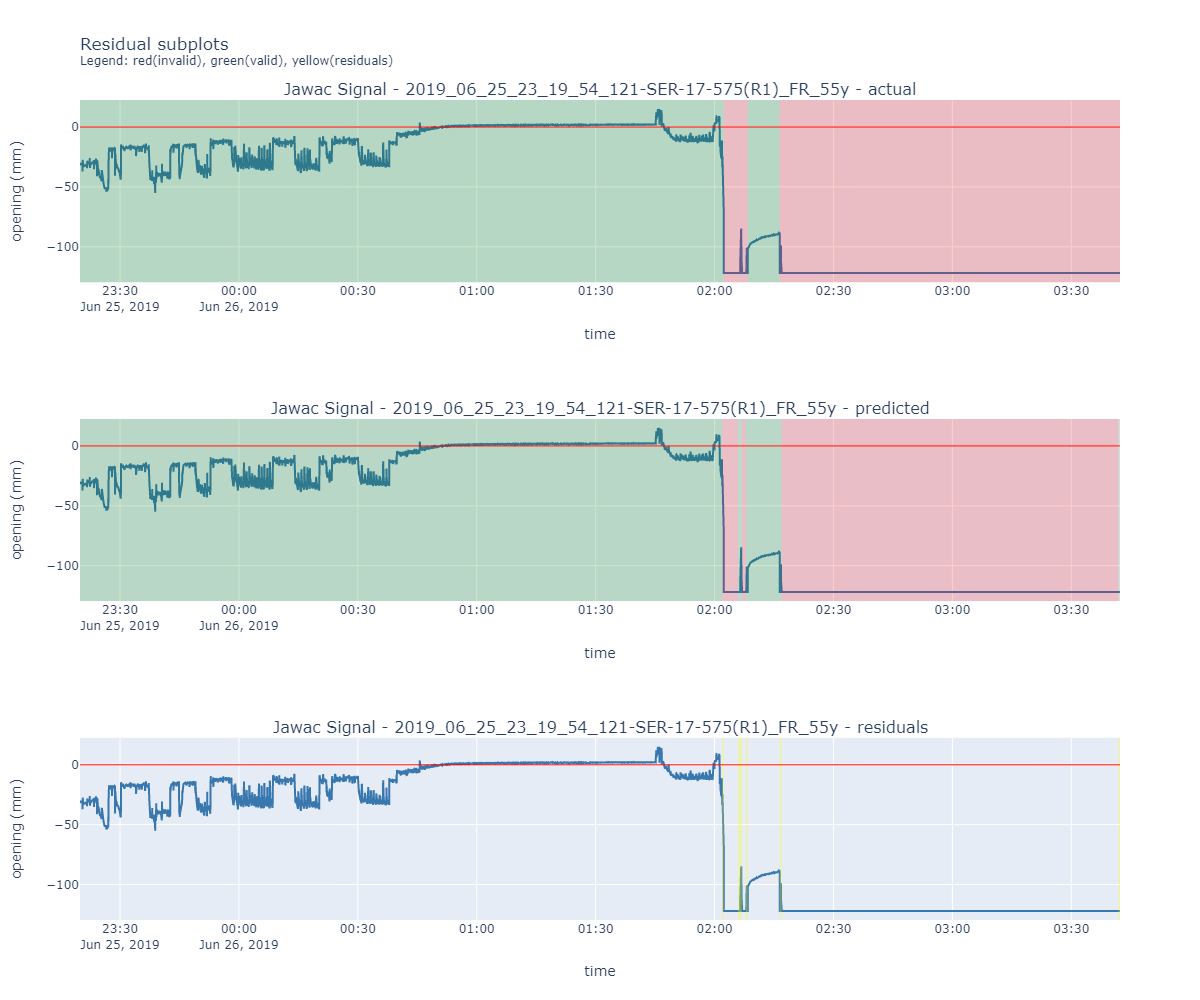 Residual subplots
Legend: red(invalid), green(valid), yellow(residuals)
Jawac Signal - 2019_06_25_23_19_54_121-SER-17-575(R1)_FR_55y - actual
opening (mm)
0
−50
−100
23:30 00:00 00:30 01:00 01:30 02:00 02:30 03:00 03:30
Jun 25, 2019 Jun 26, 2019
time
Jawac Signal - 2019_06_25_23_19_54_121-SER-17-575(R1)_FR_55y - predicted
opening (mm)
0
−50
−100
23:30 00:00 00:30 01:00 01:30 02:00 02:30 03:00 03:30
Jun 25, 2019 Jun 26, 2019
time
Jawac Signal - 2019_06_25_23_19_54_121-SER-17-575(R1)_FR_55y - residuals
opening (mm)
0
−50
−100
23:30 00:00 00:30 01:00 01:30 02:00 02:30 03:00 03:30
Jun 25, 2019 Jun 26, 2019
time